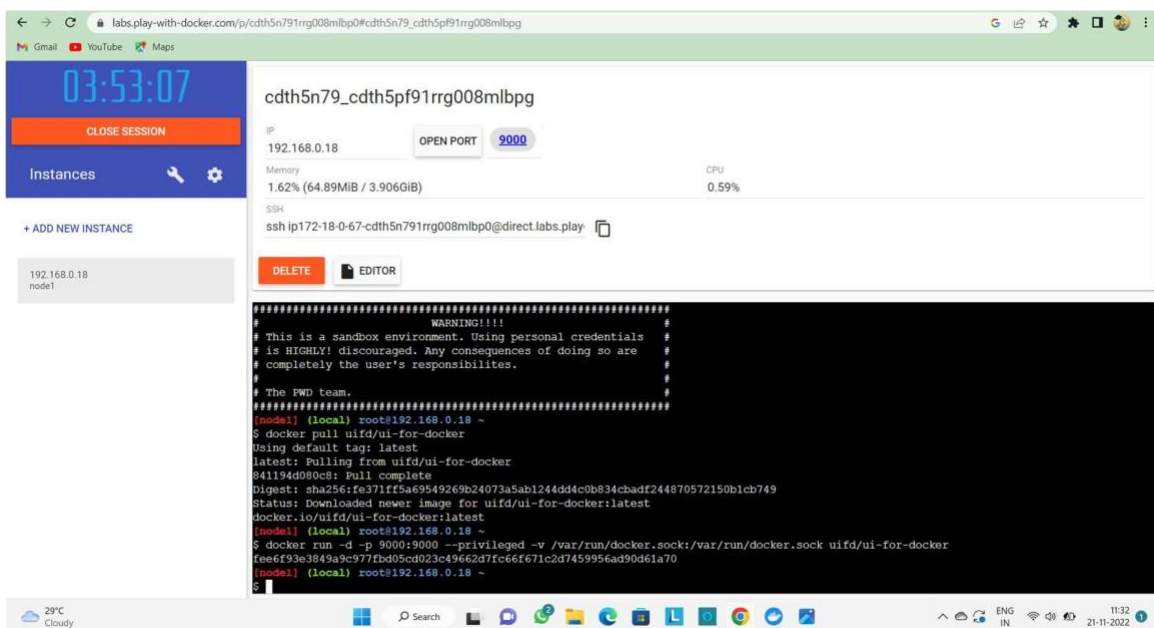 labs.play-with-docker.com/p/cdth5n791rrg008mlbp0#cdth5n79_cdth5pf91rrg008mlbpg
Gmail YouTube Maps
03:53:07
CLOSE SESSION
Instances
+ ADD NEW INSTANCE
192.168.0.18
node1
cdth5n79_cdth5pf91rrg008mlbpg
IP
192.168.0.18
OPEN PORT 9000
Memory
1.62% (64.89MiB / 3.906GiB)
CPU
0.59%
SSH
ssh ip172-18-0-67-cdth5n791rrg008mlbp0@direct.labs.play-
DELETE EDITOR
###############################################################
# WARNING!!!! #
# This is a sandbox environment. Using personal credentials #
# is HIGHLY! discouraged. Any consequences of doing so are #
# completely the user's responsibilites. #
# #
# The PWD team. #
###############################################################
[node1] (local) root@192.168.0.18 ~
$ docker pull uifd/ui-for-docker
Using default tag: latest
latest: Pulling from uifd/ui-for-docker
841194d080c8: Pull complete
Digest: sha256:fe371ff5a69549269b24073a5ab1244dd4c0b834cbadf244870572150b1cb749
Status: Downloaded newer image for uifd/ui-for-docker:latest
docker.io/uifd/ui-for-docker:latest
[node1] (local) root@192.168.0.18 ~
$ docker run -d -p 9000:9000 --privileged -v /var/run/docker.sock:/var/run/docker.sock uifd/ui-for-docker
fee6f93e3849a9c977fbd05cd023c49662d7fc66f671c2d7459956ad90d61a70
[node1] (local) root@192.168.0.18 ~
$
29°C
Cloudy
Search
2
L
ENG
IN
11:32
21-11-2022
1